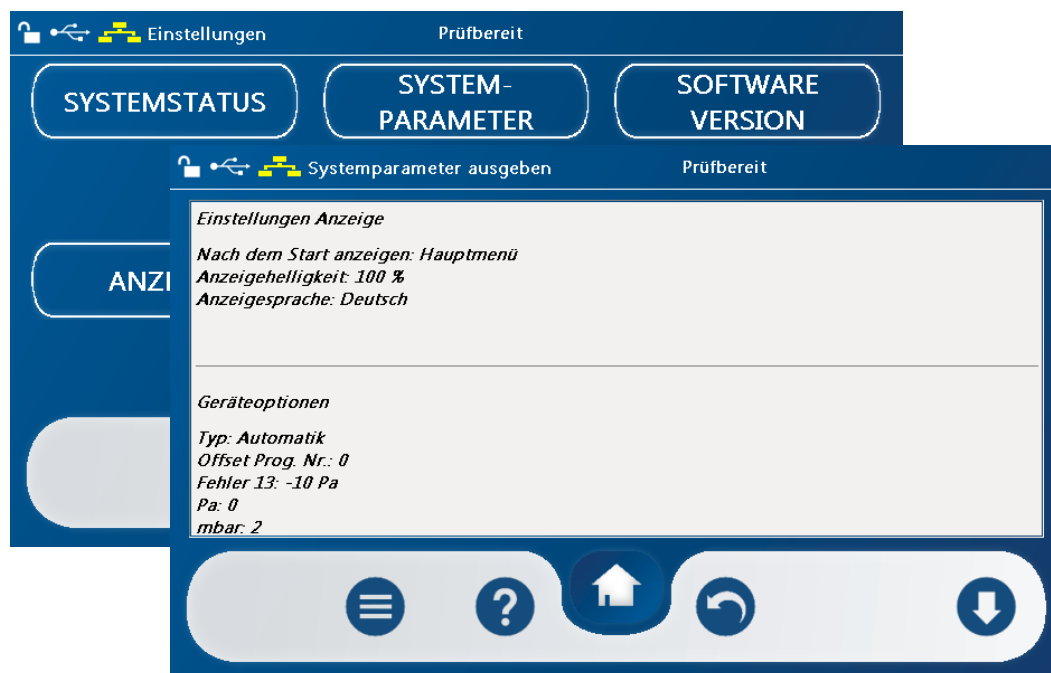 Einstellungen
Prüfbereit
SYSTEMSTATUS
SYSTEM-
PARAMETER
SOFTWARE
VERSION
Systemparameter ausgeben
Prüfbereit
Einstellungen Anzeige
Nach dem Start anzeigen: Hauptmenü
Anzeigehelligkeit: 100 %
Anzeigesprache: Deutsch
Geräteoptionen
Typ: Automatik
Offset Prog. Nr.: 0
Fehler 13: -10 Pa
Pa: 0
mbar: 2